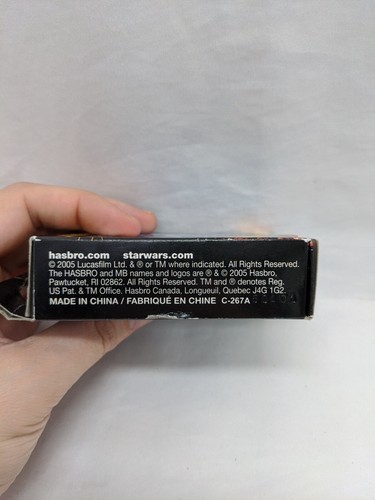 hasbro.com starwars.com
© 2005 Lucasfilm Ltd. & ® or TM where indicated. All Rights Reserved.
The HASBRO and MB names and logos are ® & © 2005 Hasbro,
Pawtucket, RI 02862. All Rights Reserved. TM and ® denotes Reg.
US Pat. & TM Office. Hasbro Canada, Longueuil, Quebec J4G 1G2.
MADE IN CHINA / FABRIQUÉ EN CHINE C-267A